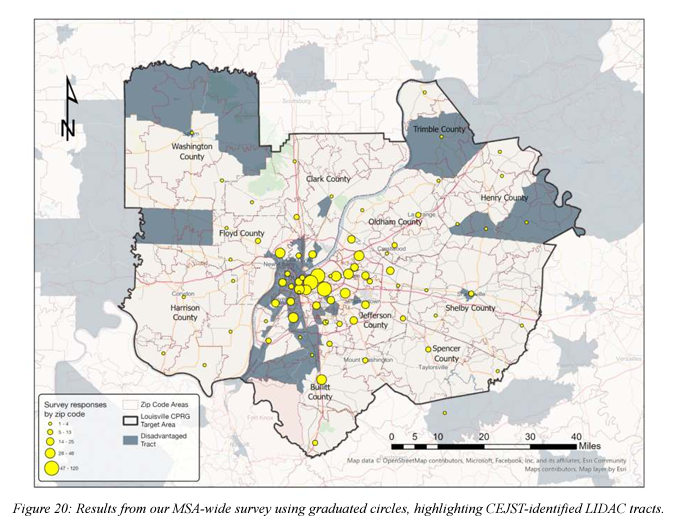 N
Scottsburg
Trimble County
Washington
County
Clark County
Henry County
Oldham County
Floyd County
Corydon
Harrison
County
Shelby County
Jefferson
County
Spencer
County
Mount Washington
Taylorsville
Bullitt
County
Fort Knox
Survey responses
by zip code
1 - 4
5 - 13
14 - 25
26 - 46
47 - 120
Zip Code Areas
Louisville CPRG
Target Area
Disadvantaged
Tract
0 5 10 20 30 40
Miles
Map data © OpenStreetMap contributors, Microsoft, Facebook, Inc. and its affiliates, Esri Community
Maps contributors, Map layer by Esri
Figure 20: Results from our MSA-wide survey using graduated circles, highlighting CEJST-identified LIDAC tracts.